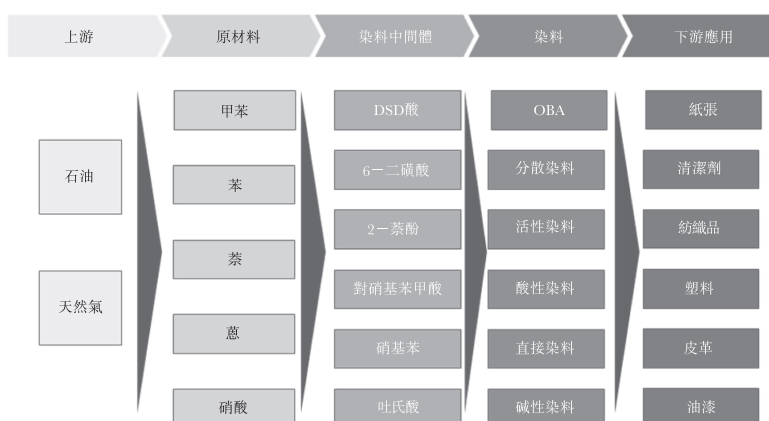 上游
原材料
染料中間體
染料
下游應用
石油
天然氣
甲苯
苯
萘
蒽
硝酸
DSD酸
6－二磺酸
2－萘酚
對硝基苯甲酸
硝基苯
吐氏酸
OBA
分散染料
活性染料
酸性染料
直接染料
碱性染料
紙張
清潔劑
紡織品
塑料
皮革
油漆